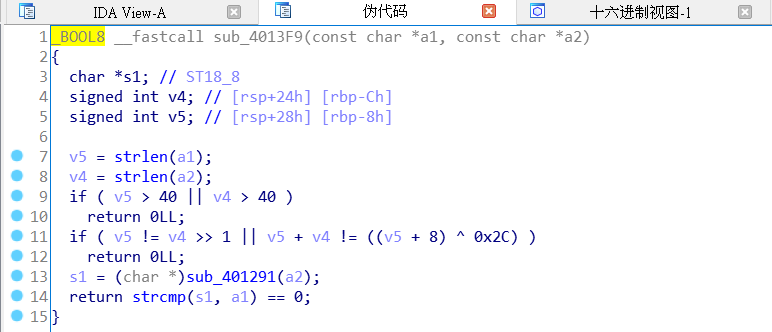 IDA View-A 伪代码 十六进制视图-1
1 _BOOL8 __fastcall sub_4013F9(const char *a1, const char *a2)
2 {
3 char *s1; // ST18_8
4 signed int v4; // [rsp+24h] [rbp-Ch]
5 signed int v5; // [rsp+28h] [rbp-8h]
6
7 v5 = strlen(a1);
8 v4 = strlen(a2);
9 if ( v5 > 40 || v4 > 40 )
10 return 0LL;
11 if ( v5 != v4 >> 1 || v5 + v4 != ((v5 + 8) ^ 0x2C) )
12 return 0LL;
13 s1 = (char *)sub_401291(a2);
14 return strcmp(s1, a1) == 0;
15 }